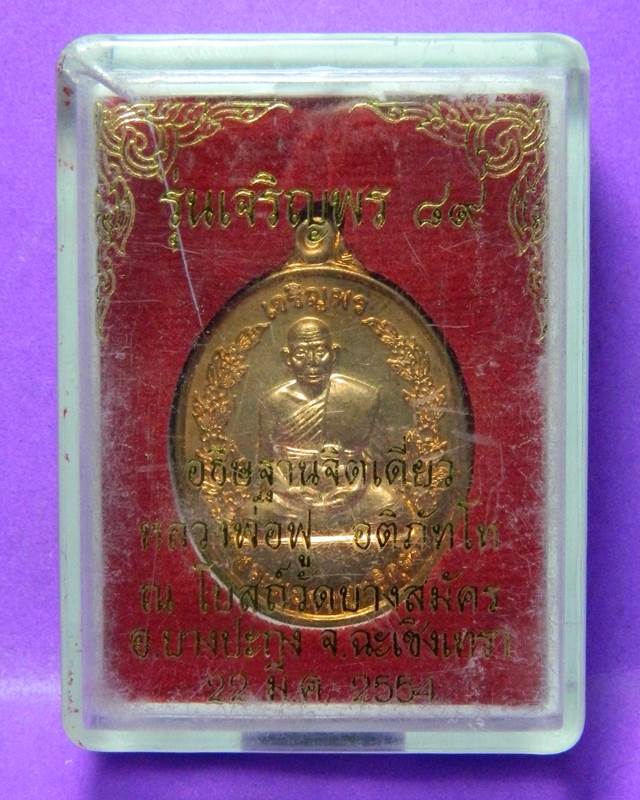 รุ่นเจริญพร ๘๙
เจริญพร
อธิษฐานจิตเดียว
หลวงพ่อฟู อติภัทโท
ณ โบสถ์วัดบางสมัคร
อ.บางปะกง จ.ฉะเชิงเทรา
22 มี.ค. 2554